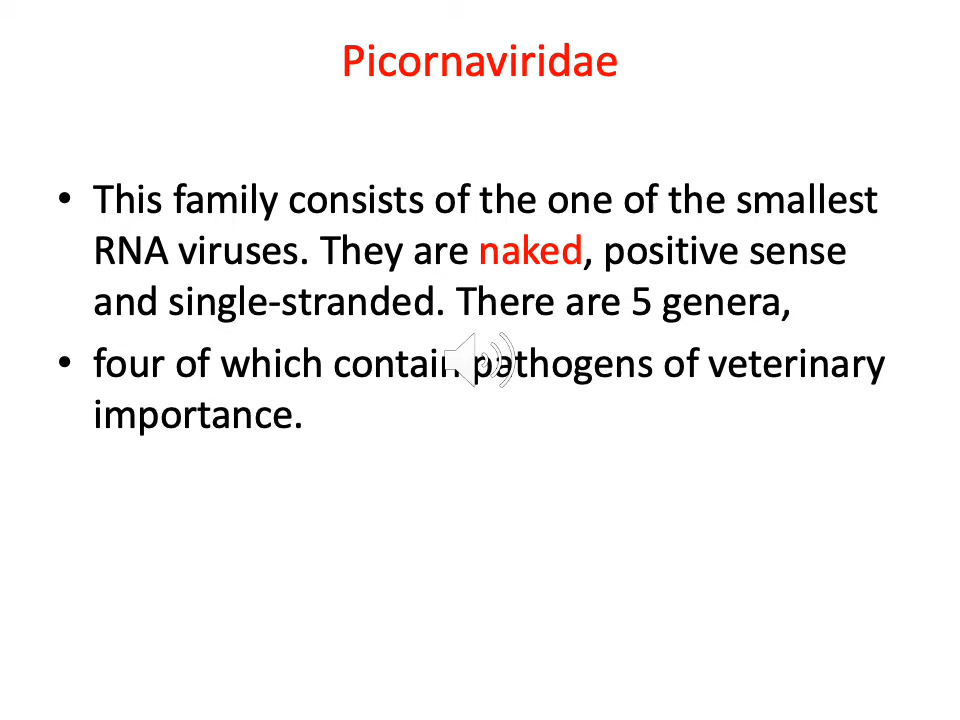 Picornaviridae
• This family consists of the one of the smallest
RNA viruses. They are naked, positive sense
and single-stranded. There are 5 genera,
• four of which contain pathogens of veterinary
importance.